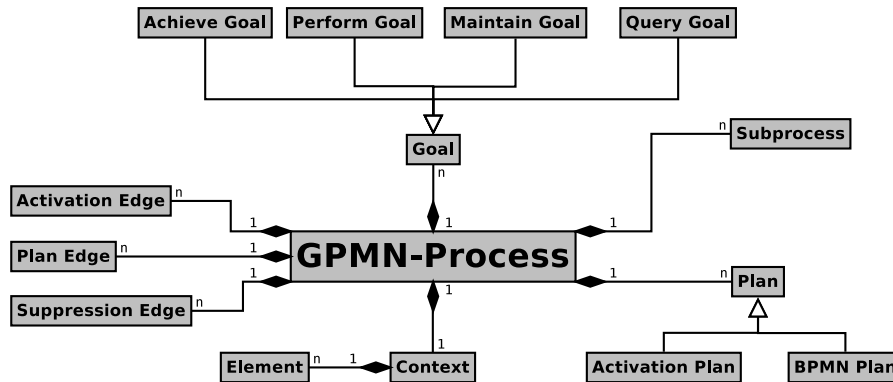 Achieve Goal Perform Goal Maintain Goal Query Goal
Goal
n
n Subprocess
Activation Edge n
1 1 1
Plan Edge n 1
GPMN-Process
Suppression Edge n 1
1 1 n Plan
1
Element n 1 Context
Activation Plan BPMN Plan